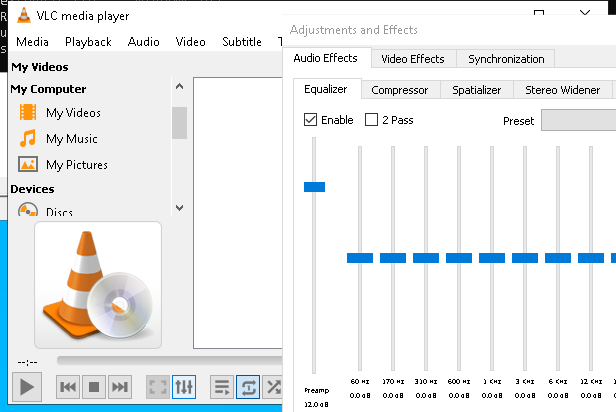 VLC media player
Media Playback Audio Video Subtitle T
My Videos
My Computer
My Videos
My Music
My Pictures
Devices
Discs
--:--
Adjustments and Effects
Audio Effects Video Effects Synchronization
Equalizer Compressor Spatializer Stereo Widener
Enable 2 Pass Preset
60 Hz 170 Hz 310 Hz 600 Hz 1 KHz 3 KHz 6 KHz 12 KHz
Preamp 0.0 dB 0.0 dB 0.0 dB 0.0 dB 0.0 dB 0.0 dB 0.0 dB 0.0 dB
12.0 dB